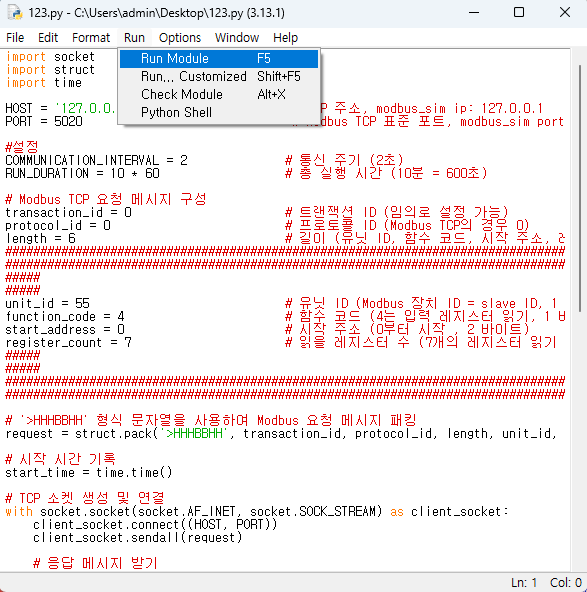 123.py - C:\Users\admin\Desktop\123.py (3.13.1)
File Edit Format Run Options Window Help
Run Module F5
Run... Customized Shift+F5
Check Module Alt+X
Python Shell
import socket
import struct
import time
HOST = '127.0.0. 주소, modbus_sim ip: 127.0.0.1
PORT = 5020 TCP 표준 포트, modbus_sim port
#설정
COMMUNICATION_INTERVAL = 2 # 통신 주기 (2초)
RUN_DURATION = 10 * 60 # 총 실행 시간 (10분 = 600초)
# Modbus TCP 요청 메시지 구성
transaction_id = 0 # 트랜잭션 ID (임의로 설정 가능)
protocol_id = 0 # 프로토콜 ID (Modbus TCP의 경우 0)
length = 6 # 길이 (유닛 ID, 함수 코드, 시작 주소,
################################################################################
################################################################################
#####
#####
unit_id = 55 # 유닛 ID (Modbus 장치 ID = slave ID, 1
function_code = 4 # 함수 코드 (4는 입력 레지스터 읽기, 1
start_address = 0 # 시작 주소 (0부터 시작 , 2 바이트)
register_count = 7 # 읽을 레지스터 수 (7개의 레지스터 읽기
#####
#####
################################################################################
################################################################################
# '>HHHBBHH' 형식 문자열을 사용하여 Modbus 요청 메시지 패킹
request = struct.pack('>HHHBBHH', transaction_id, protocol_id, length, unit_id,
# 시작 시간 기록
start_time = time.time()
# TCP 소켓 생성 및 연결
with socket.socket(socket.AF_INET, socket.SOCK_STREAM) as client_socket:
client_socket.connect((HOST, PORT))
client_socket.sendall(request)
# 응답 메시지 받기
Ln: 1 Col: 0